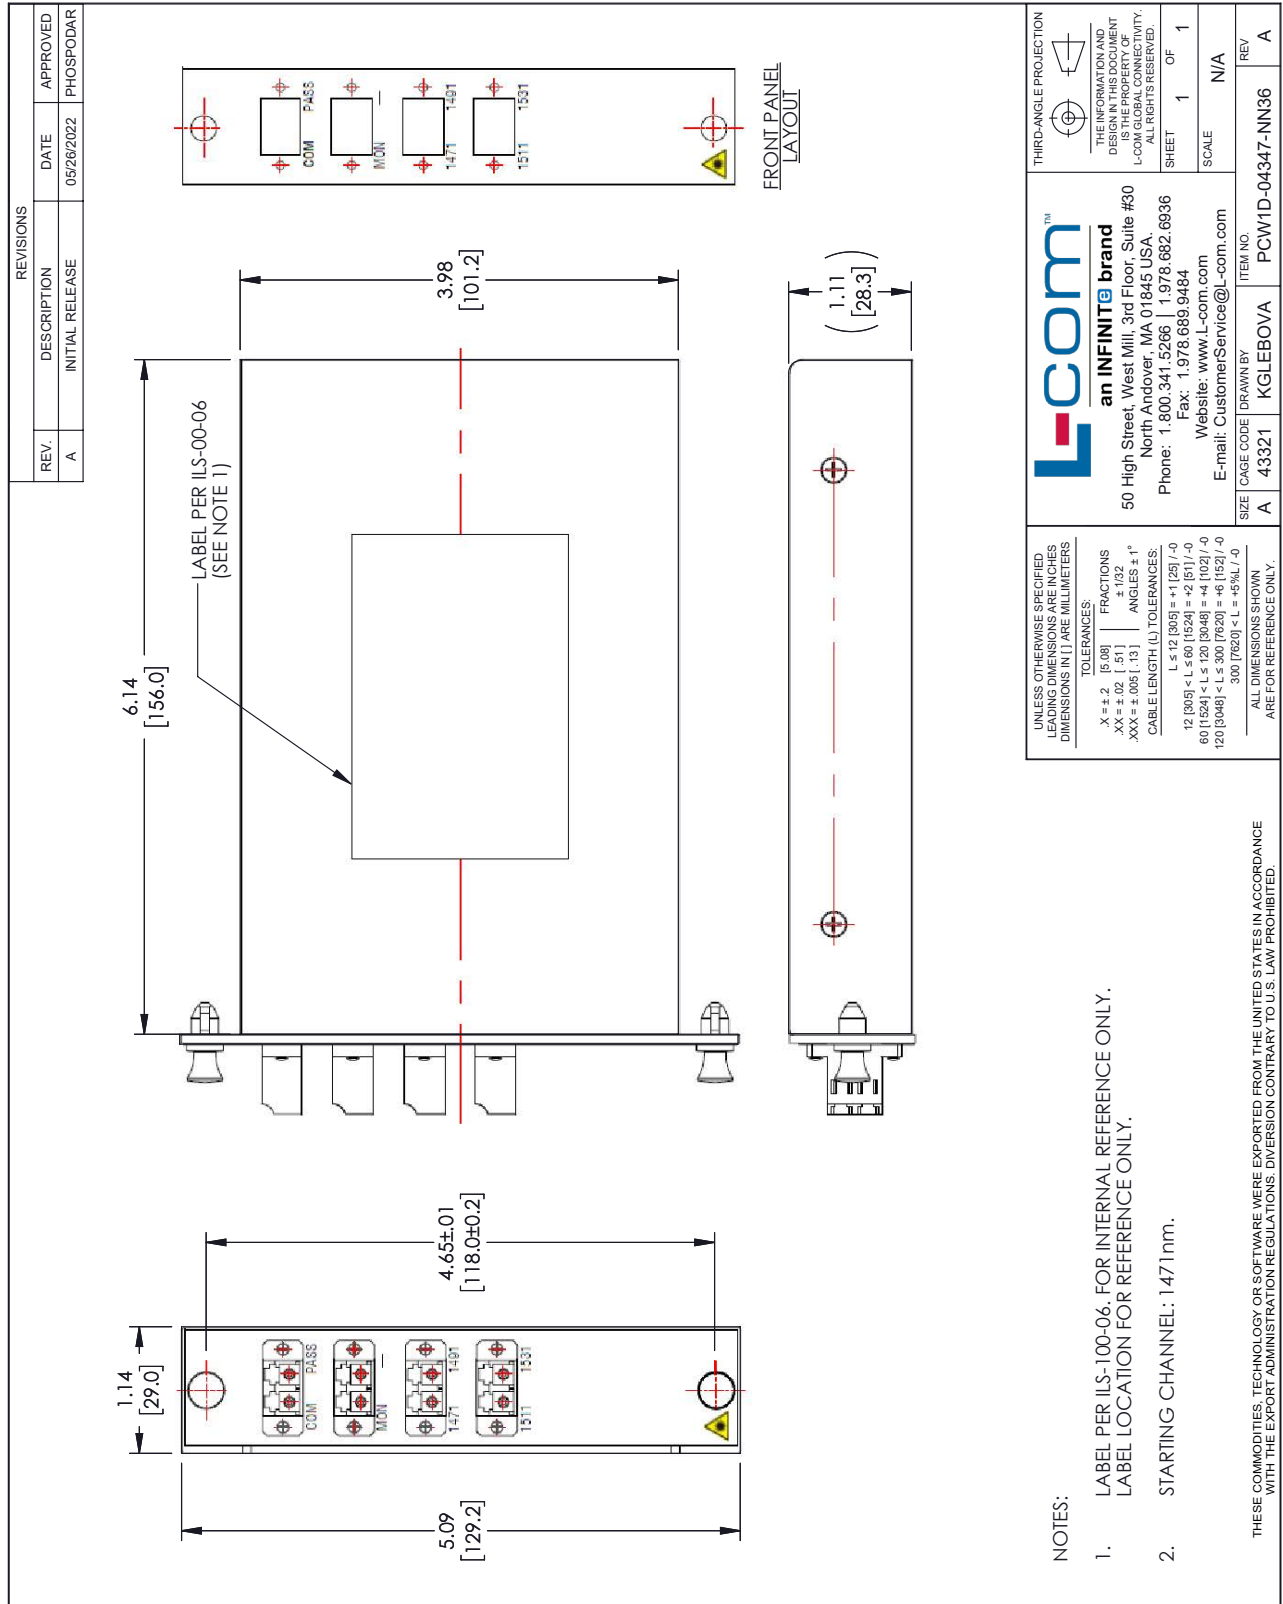 REVISIONS
REV.
DESCRIPTION
DATE
APPROVED
A
INITIAL RELEASE
05/26/2022
PHOSPODAR
1.14
[29.0]
5.09
[129.2]
4.65±.01
[118.0±0.2]
COM PASS
MON —
1471 1491
1511 1531
6.14
[156.0]
LABEL PER ILS-00-06
(SEE NOTE 1)
3.98
[101.2]
1.11
[28.3]
COM PASS
MON —
1471 1491
1511 1531
FRONT PANEL
LAYOUT
NOTES:
1. LABEL PER ILS-100-06. FOR INTERNAL REFERENCE ONLY.
LABEL LOCATION FOR REFERENCE ONLY.
2. STARTING CHANNEL: 1471nm.
THESE COMMODITIES, TECHNOLOGY OR SOFTWARE WERE EXPORTED FROM THE UNITED STATES IN ACCORDANCE
WITH THE EXPORT ADMINISTRATION REGULATIONS. DIVERSION CONTRARY TO U.S. LAW PROHIBITED.
UNLESS OTHERWISE SPECIFIED
LEADING DIMENSIONS ARE INCHES
DIMENSIONS IN [ ] ARE MILLIMETERS
TOLERANCES:
.X = ±.2 [5.08]
.XX = ±.02 [.51]
.XXX = ±.005 [.13]
FRACTIONS
± 1/32
ANGLES ± 1°
CABLE LENGTH (L) TOLERANCES:
L ≤ 12 [305] = +1 [25] / -0
12 [305] < L ≤ 60 [1524] = +2 [51] / -0
60 [1524] < L ≤ 120 [3048] = +4 [102] / -0
120 [3048] < L ≤ 300 [7620] = +6 [152] / -0
300 [7620] < L = +5%L / -0
ALL DIMENSIONS SHOWN
ARE FOR REFERENCE ONLY.
L-com™
an INFINITe brand
50 High Street, West Mill, 3rd Floor, Suite #30
North Andover, MA 01845 USA.
Phone: 1.800.341.5266 | 1.978.682.6936
Fax: 1.978.689.9484
Website: www.L-com.com
E-mail: CustomerService@L-com.com
THIRD-ANGLE PROJECTION
THE INFORMATION AND
DESIGN IN THIS DOCUMENT
IS THE PROPERTY OF
L-COM GLOBAL CONNECTIVITY.
ALL RIGHTS RESERVED.
SHEET
1 OF 1
SCALE
N/A
SIZE
A
CAGE CODE
43321
DRAWN BY
KGLEBOVA
ITEM NO.
PCW1D-04347-NN36
REV
A